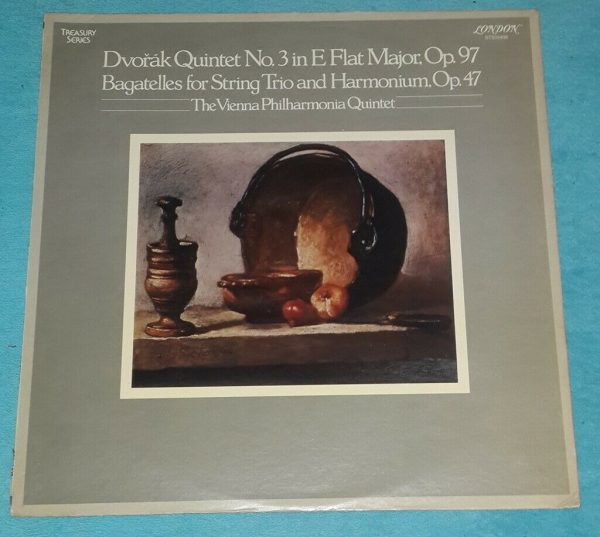 TREASURY
SERIES
LONDON
Dvořák Quintet No. 3 in E Flat Major, Op. 97
Bagatelles for String Trio and Harmonium, Op. 47
The Vienna Philharmonia Quintet